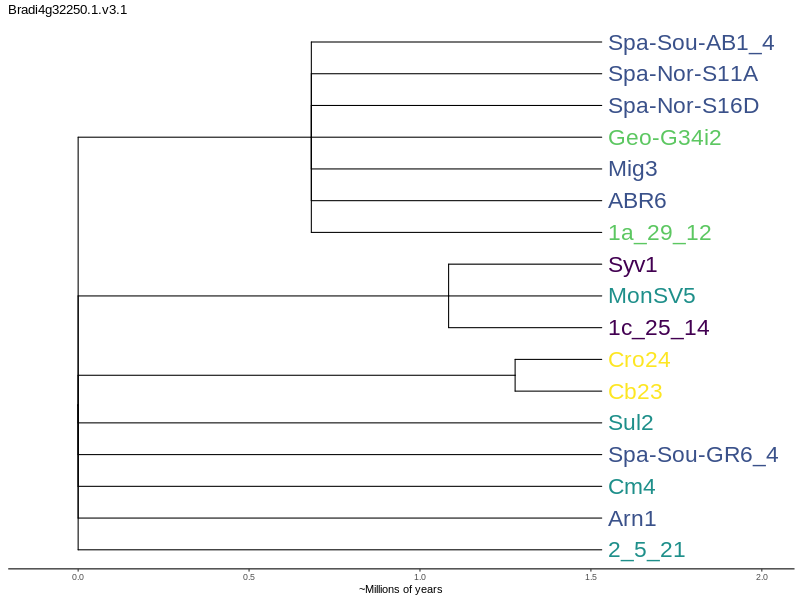 Bradi4g32250.1.v3.1
Spa-Sou-AB1_4
Spa-Nor-S11A
Spa-Nor-S16D
Geo-G34i2
Mig3
ABR6
1a_29_12
Syv1
MonSV5
1c_25_14
Cro24
Cb23
Sul2
Spa-Sou-GR6_4
Cm4
Arn1
2_5_21
0.0 0.5 1.0 1.5 2.0
~Millions of years